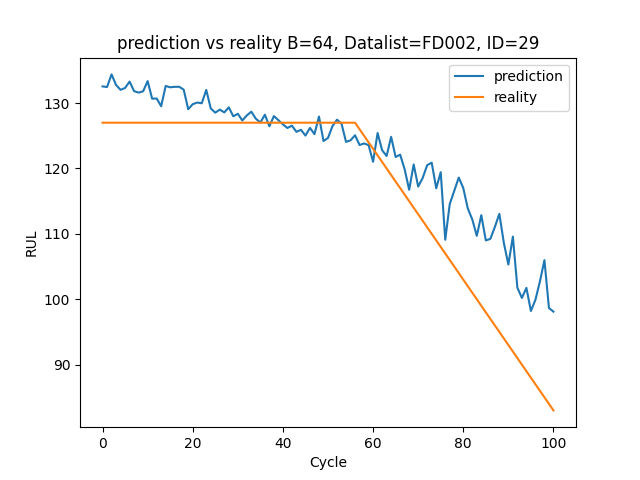 prediction vs reality B=64, Datalist=FD002, ID=29
prediction
reality
RUL
130
120
110
100
90
0 20 40 60 80 100
Cycle